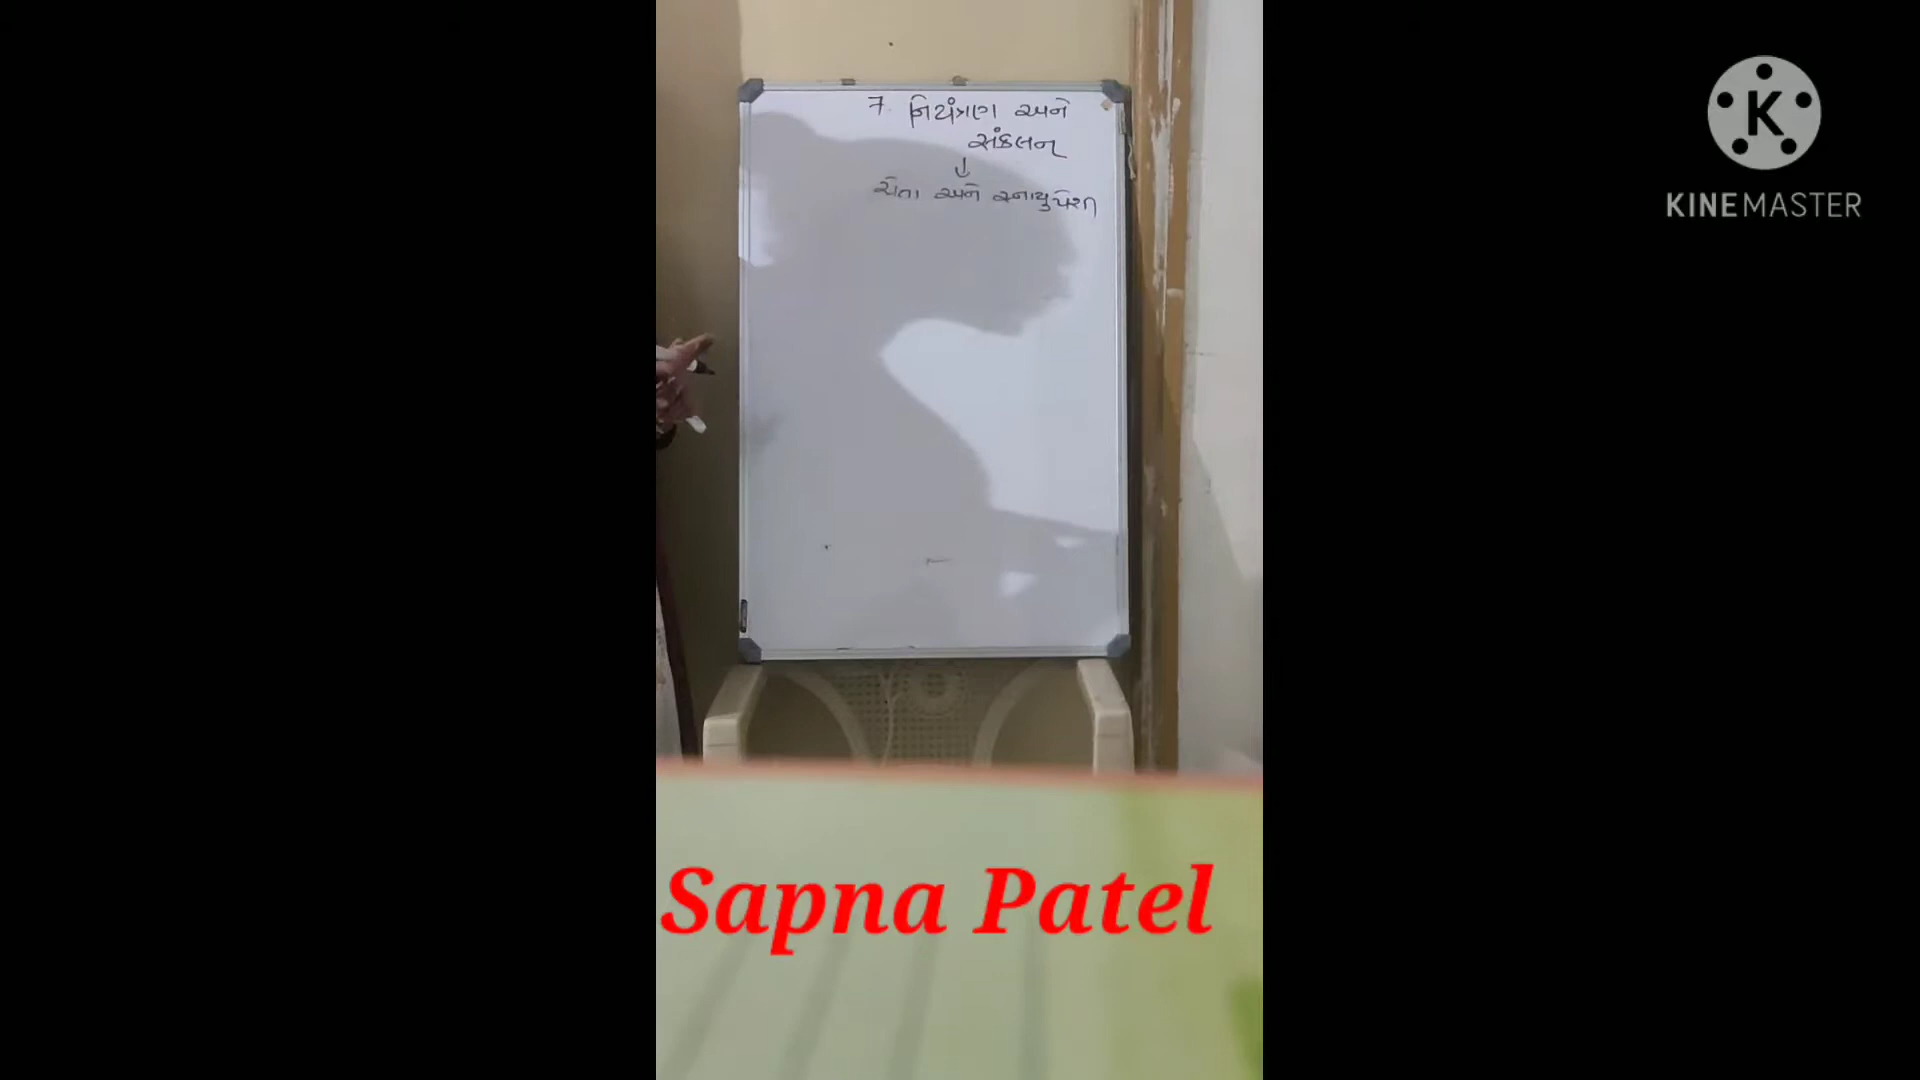 7. નિયંત્રણ અને
સંકલન
↓
ચેતા અને સ્નાયુપેશી
K
KINEMASTER
Sapna Patel